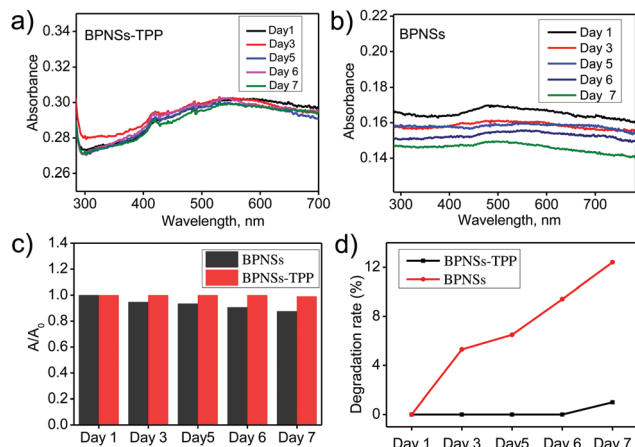 a)
BPNSs-TPP
Day1
Day3
Day5
Day 6
Day 7
0.34
0.32
0.30
0.28
0.26
Absorbance
300 400 500 600 700
Wavelength, nm
b)
BPNSs
Day 1
Day 3
Day 5
Day 6
Day 7
0.20
0.18
0.16
0.14
Absorbance
300 400 500 600 700
Wavelength, nm
c)
BPNSs
BPNSs-TPP
1.4
1.2
1.0
0.8
0.6
0.4
0.2
0.0
A/A0
Day 1 Day 3 Day5 Day 6 Day 7
d)
BPNSs-TPP
BPNSs
12
8
4
0
Degradation rate (%)
Day 1 Day 3 Day 5 Day 6 Day 7